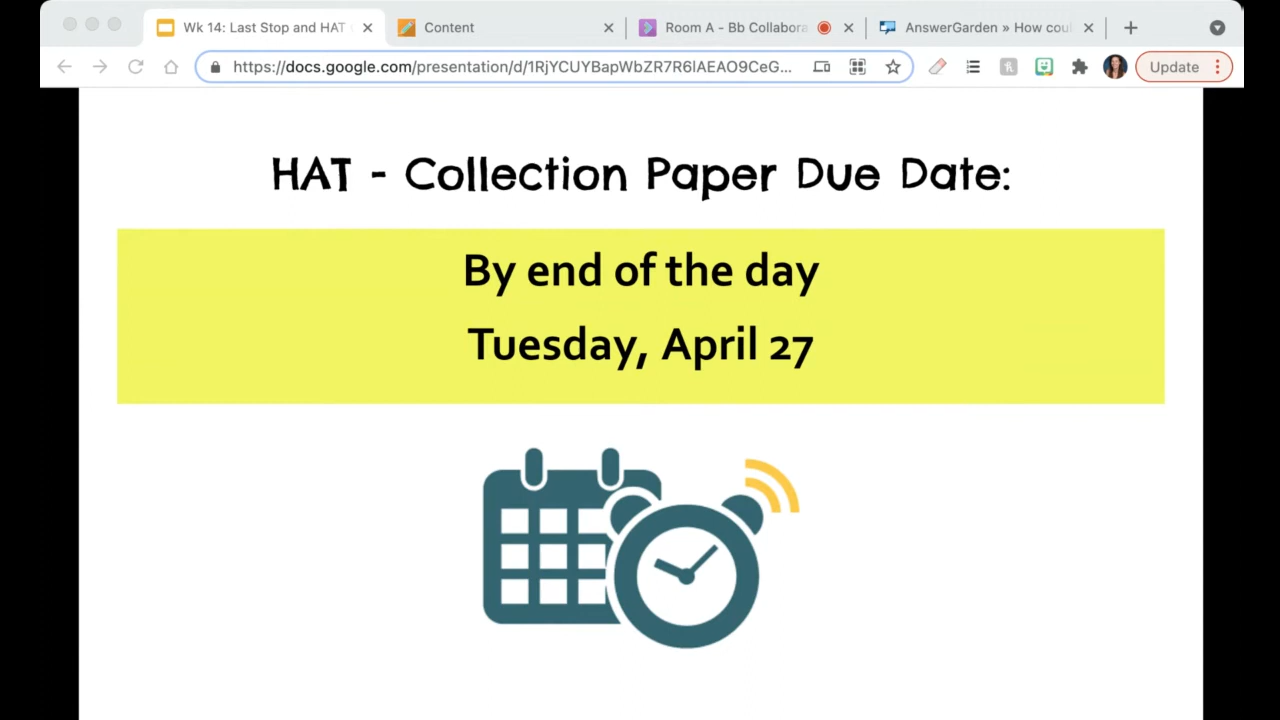 Wk 14: Last Stop and HAT
Content
Room A - Bb Collabora
AnswerGarden » How coul
https://docs.google.com/presentation/d/1RjYCUYBapWbZR7R6lAEAO9CeG...
Update
HAT - Collection Paper Due Date:
By end of the day
Tuesday, April 27